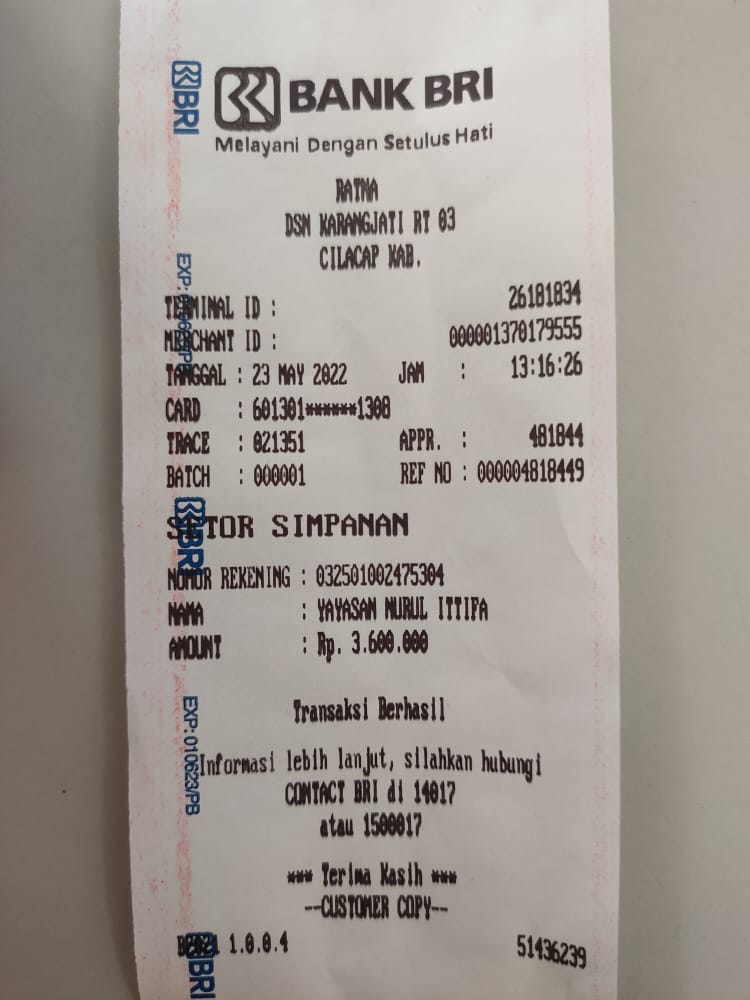 BRI
BANK BRI
Melayani Dengan Setulus Hati
RATNA
DSN KARANGJATI RT 03
CILACAP KAB.
TERMINAL ID : 26181834
MERCHANT ID : 000001370179555
TANGGAL : 23 MAY 2022 JAM : 13:16:26
CARD : 601301******1308
TRACE : 021351 APPR. : 481844
BATCH : 000001 REF NO : 000004818449
SETOR SIMPANAN
NOMOR REKENING : 032501002475304
NAMA : YAYASAN NURUL ITTIFA
AMOUNT : Rp. 3.600.000
Transaksi Berhasil
Informasi lebih lanjut, silahkan hubungi
CONTACT BRI di 14017
atau 1500017
*** Terima Kasih ***
--CUSTOMER COPY--
1.0.0.4 51436239
EXP: 010623/PB
BRI
EXP: 010623/PB
BRI